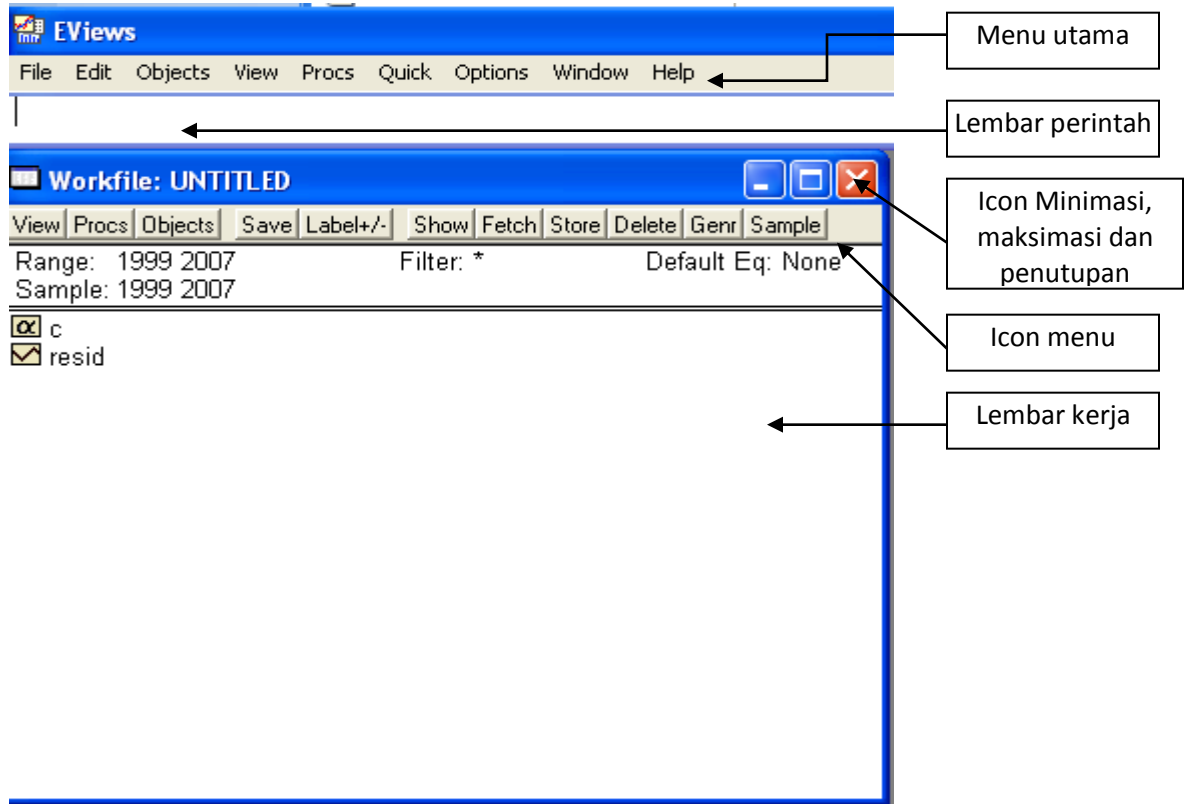 EViews
File Edit Objects View Procs Quick Options Window Help
Menu utama
Lembar perintah
Workfile: UNTITLED
View Procs Objects Save Label+/- Show Fetch Store Delete Genr Sample
Range: 1999 2007 Filter: * Default Eq: None
Sample: 1999 2007
c
resid
Icon Minimasi,
maksimasi dan
penutupan
Icon menu
Lembar kerja